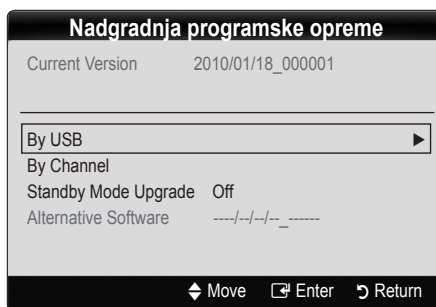 Nadgradnja programske opreme
Current Version 2010/01/18_000001
By USB
By Channel
Standby Mode Upgrade Off
Alternative Software ----/--/--/--_------
Move Enter Return